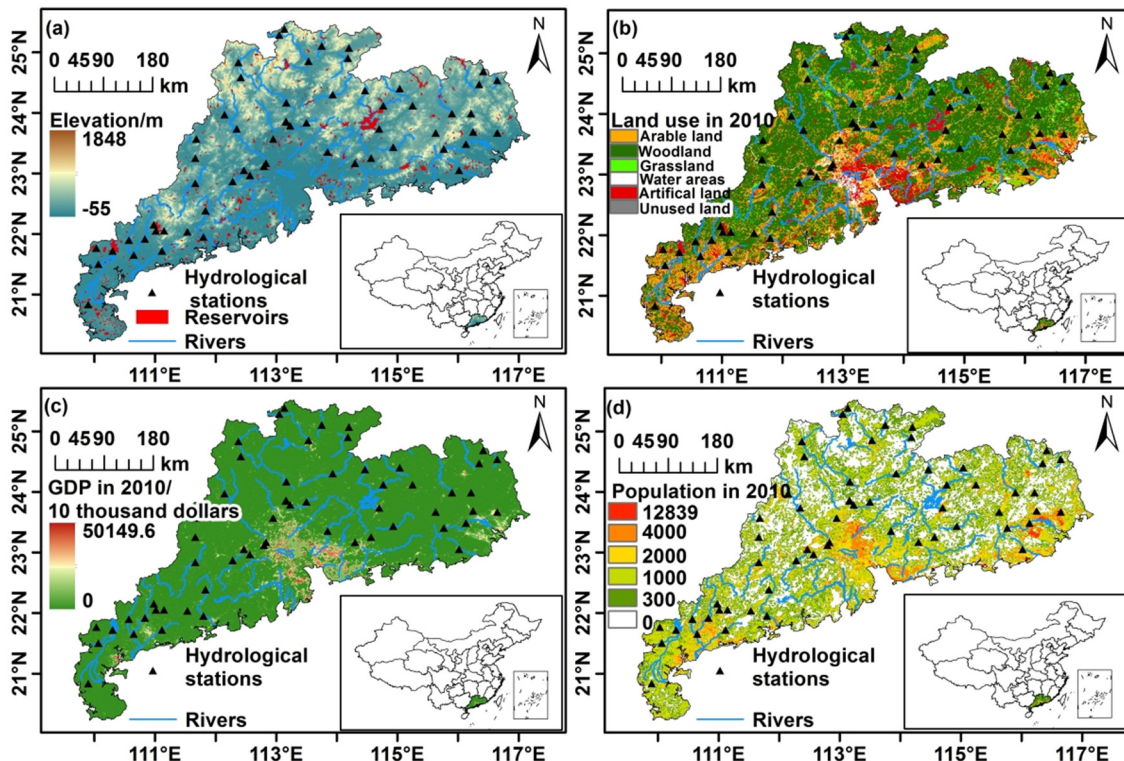 (a)
N
0 4590 180
km
Elevation/m
1848
-55
Hydrological
stations
Reservoirs
Rivers
25°N
24°N
23°N
22°N
21°N
111°E
113°E
115°E
117°E
(b)
N
0 4590 180
km
Land use in 2010
Arable land
Woodland
Grassland
Water areas
Artifical land
Unused land
Hydrological
stations
Rivers
25°N
24°N
23°N
22°N
21°N
111°E
113°E
115°E
117°E
(c)
N
0 4590 180
km
GDP in 2010/
10 thousand dollars
50149.6
0
Hydrological
stations
Rivers
25°N
24°N
23°N
22°N
21°N
111°E
113°E
115°E
117°E
(d)
N
0 4590 180
km
Population in 2010
12839
4000
2000
1000
300
0
Hydrological
stations
Rivers
25°N
24°N
23°N
22°N
21°N
111°E
113°E
115°E
117°E